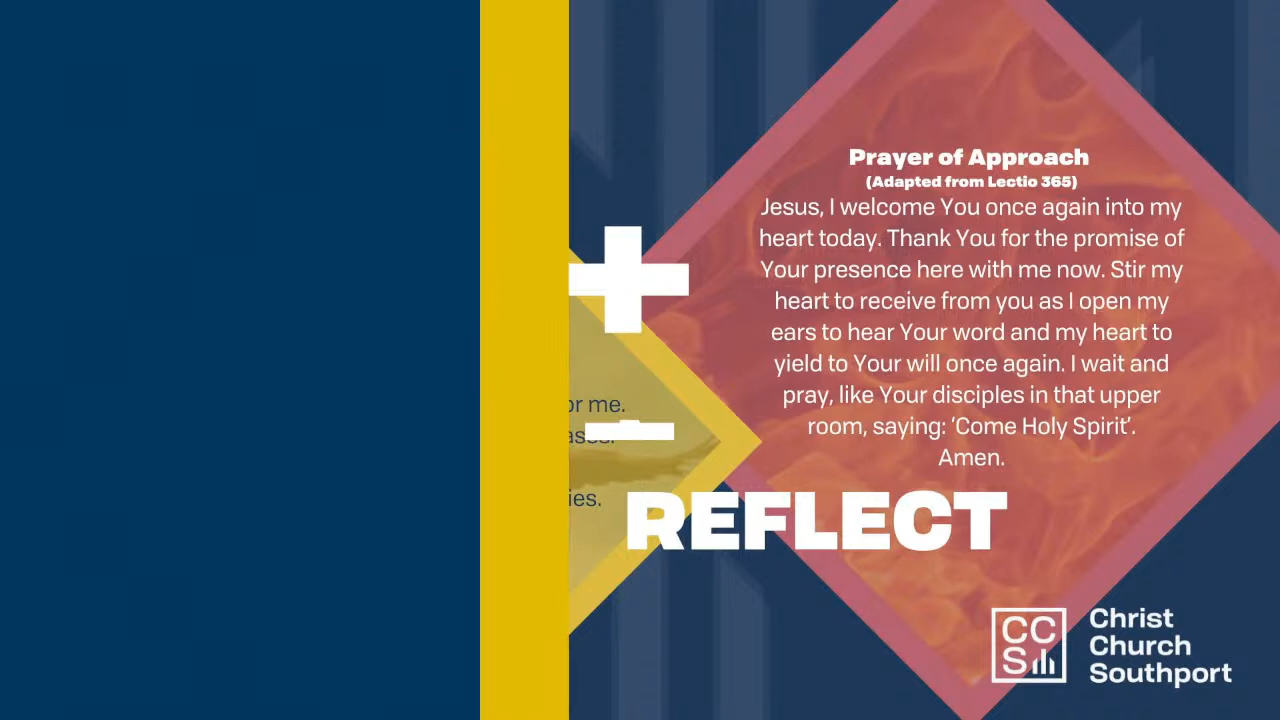 Prayer of Approach
(Adapted from Lectio 365)
Jesus, I welcome You once again into my
heart today. Thank You for the promise of
Your presence here with me now. Stir my
heart to receive from you as I open my
ears to hear Your word and my heart to
yield to Your will once again. I wait and
pray, like Your disciples in that upper
room, saying: ‘Come Holy Spirit’.
Amen.
me.
REFLECT
CC
S
Christ
Church
Southport